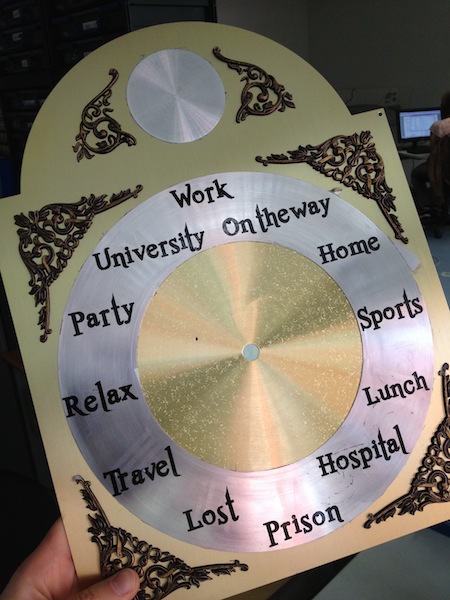 Work
On the way
Home
Sports
Lunch
Hospital
Prison
Lost
Travel
Relax
Party
University